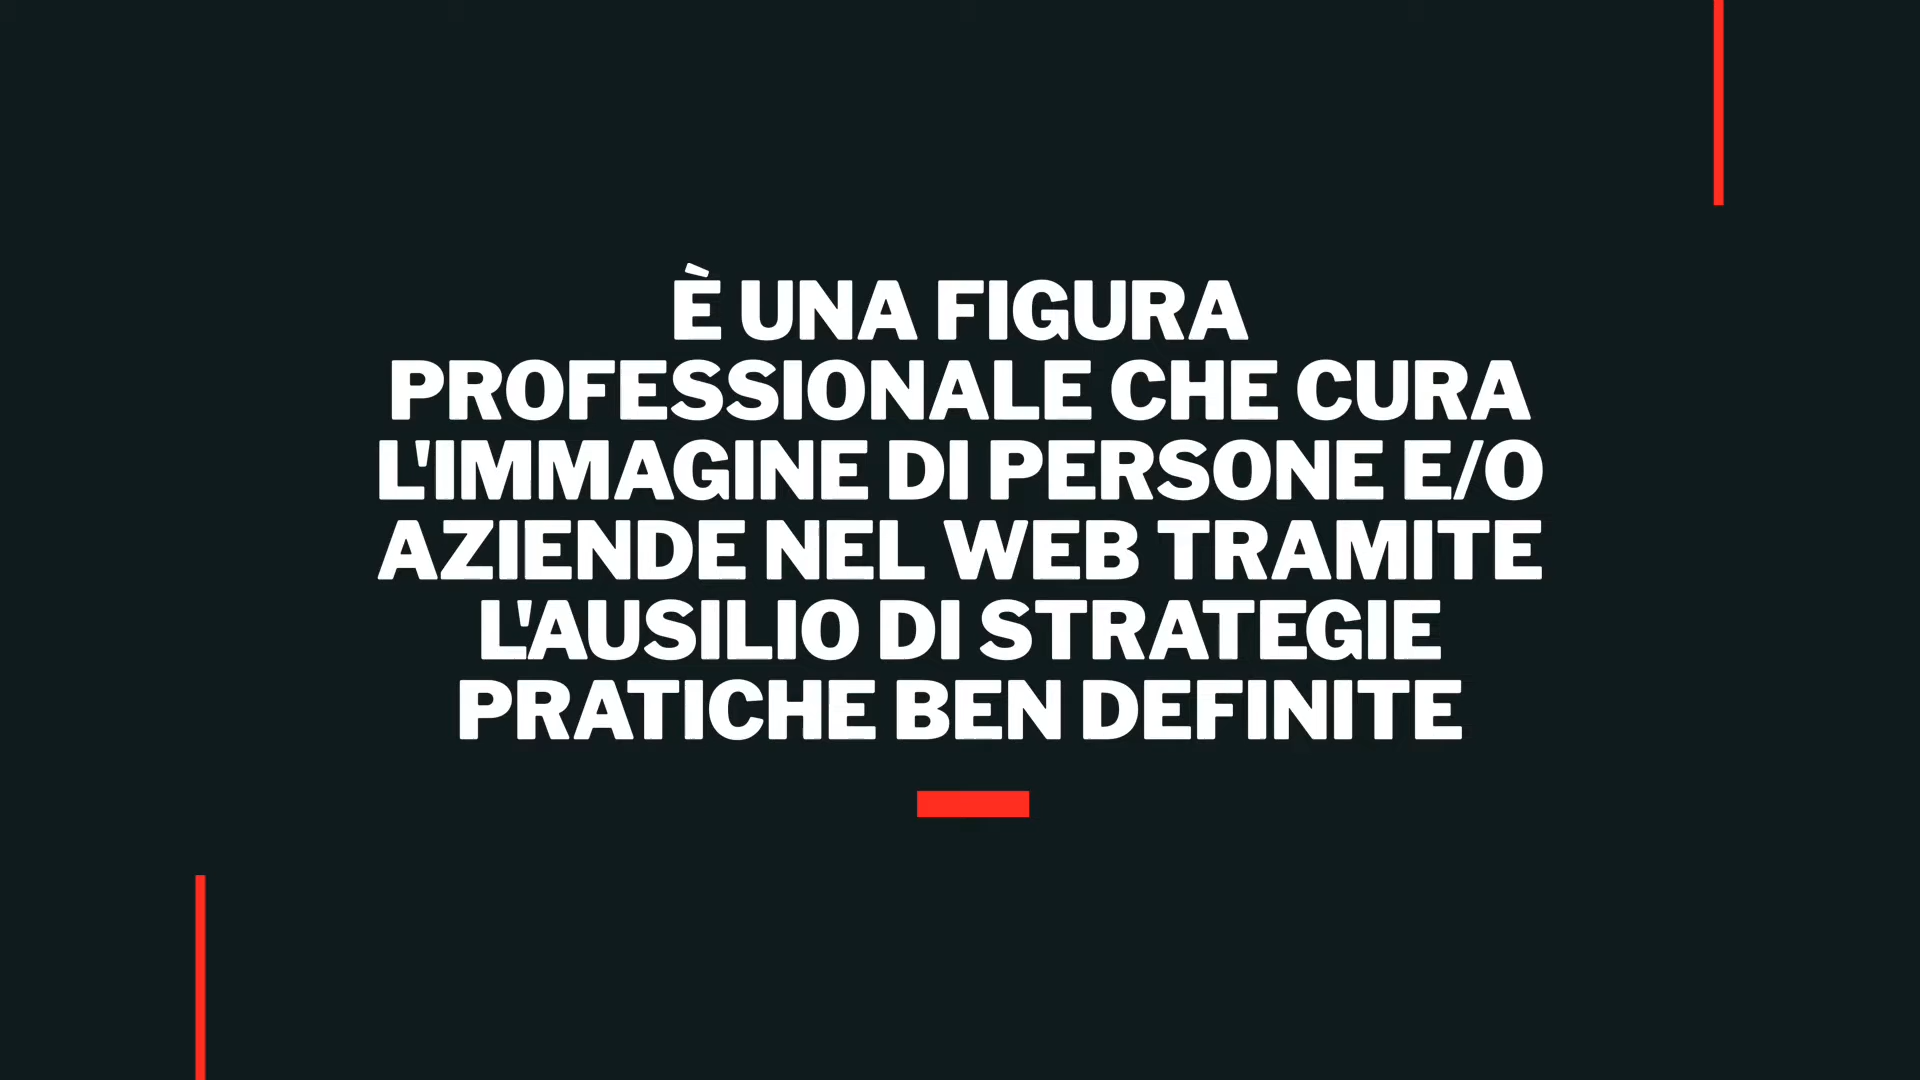 È UNA FIGURA
PROFESSIONALE CHE CURA
L'IMMAGINE DI PERSONE E/O
AZIENDE NEL WEB TRAMITE
L'AUSILIO DI STRATEGIE
PRATICHE BEN DEFINITE